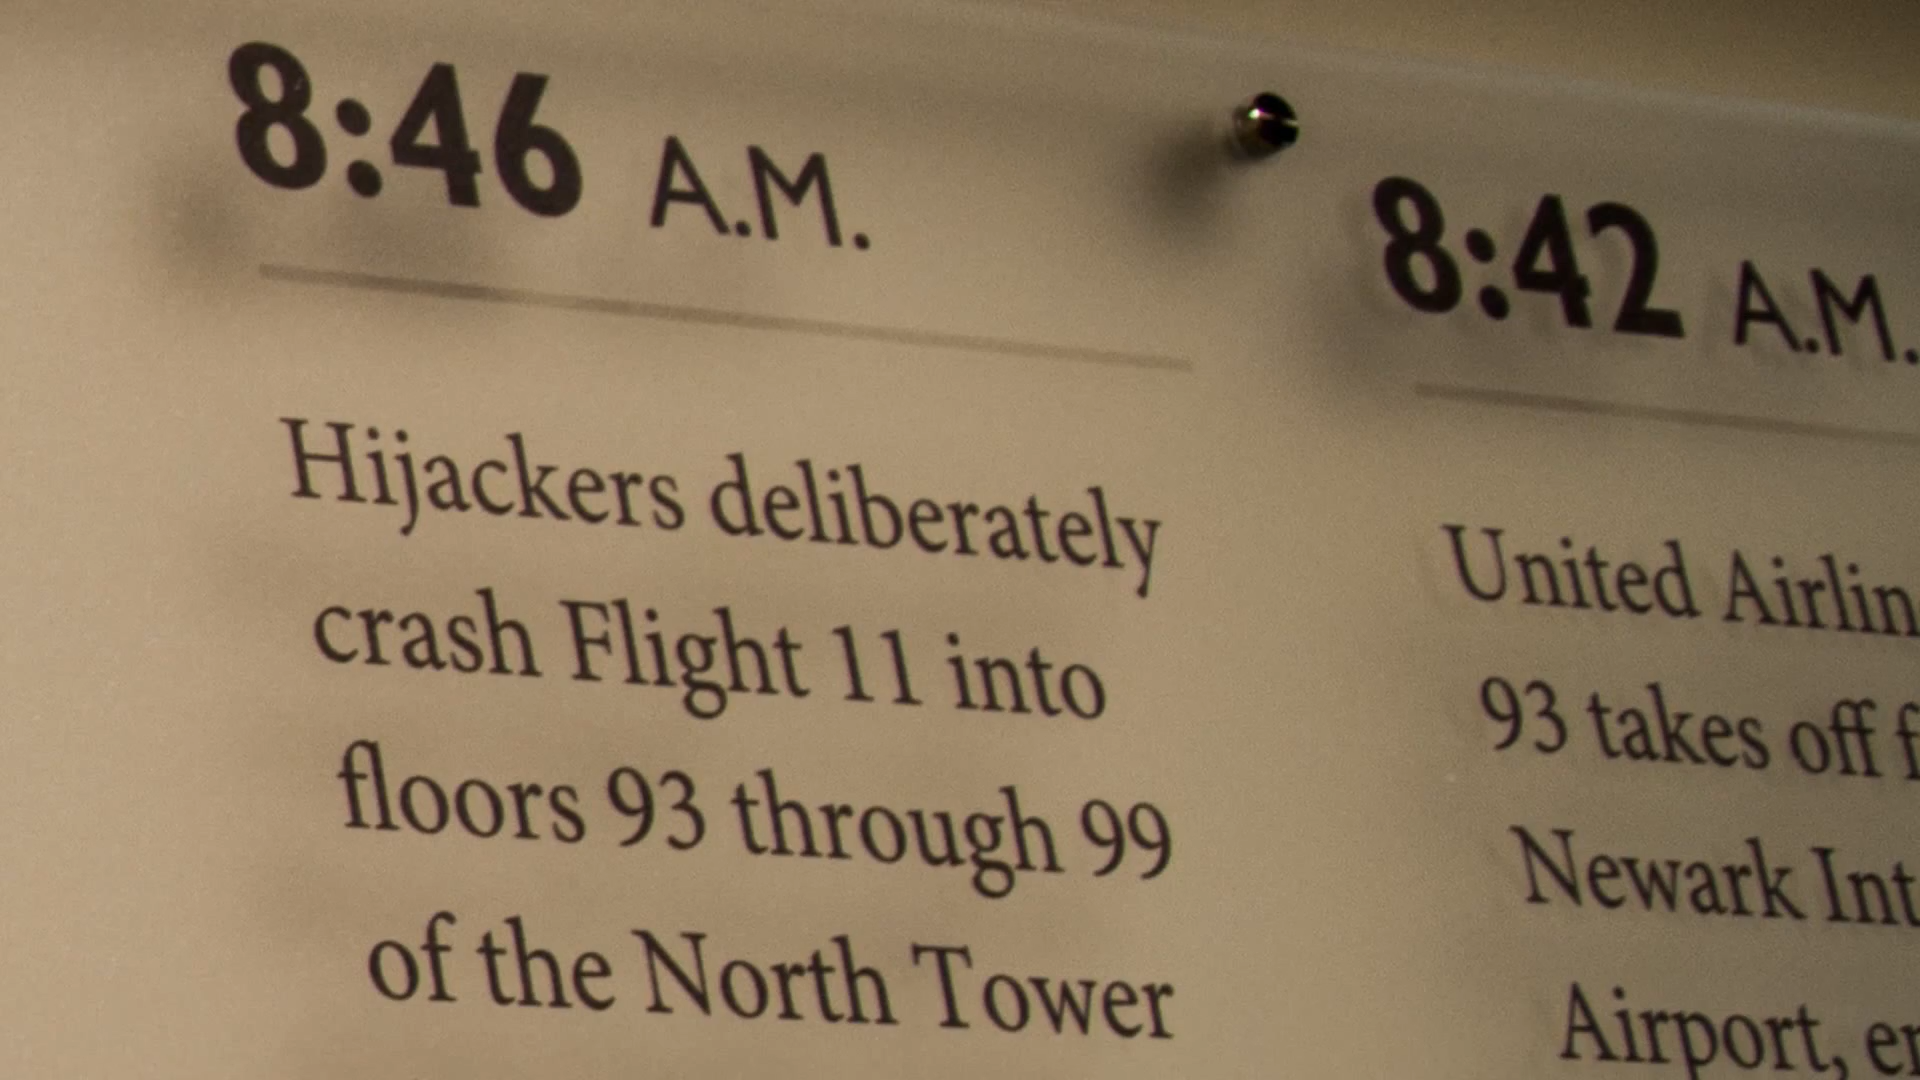 8:46 A.M.
Hijackers deliberately
crash Flight 11 into
floors 93 through 99
of the North Tower
8:42 A.M.
United
93 takes off
Newark
Airport,